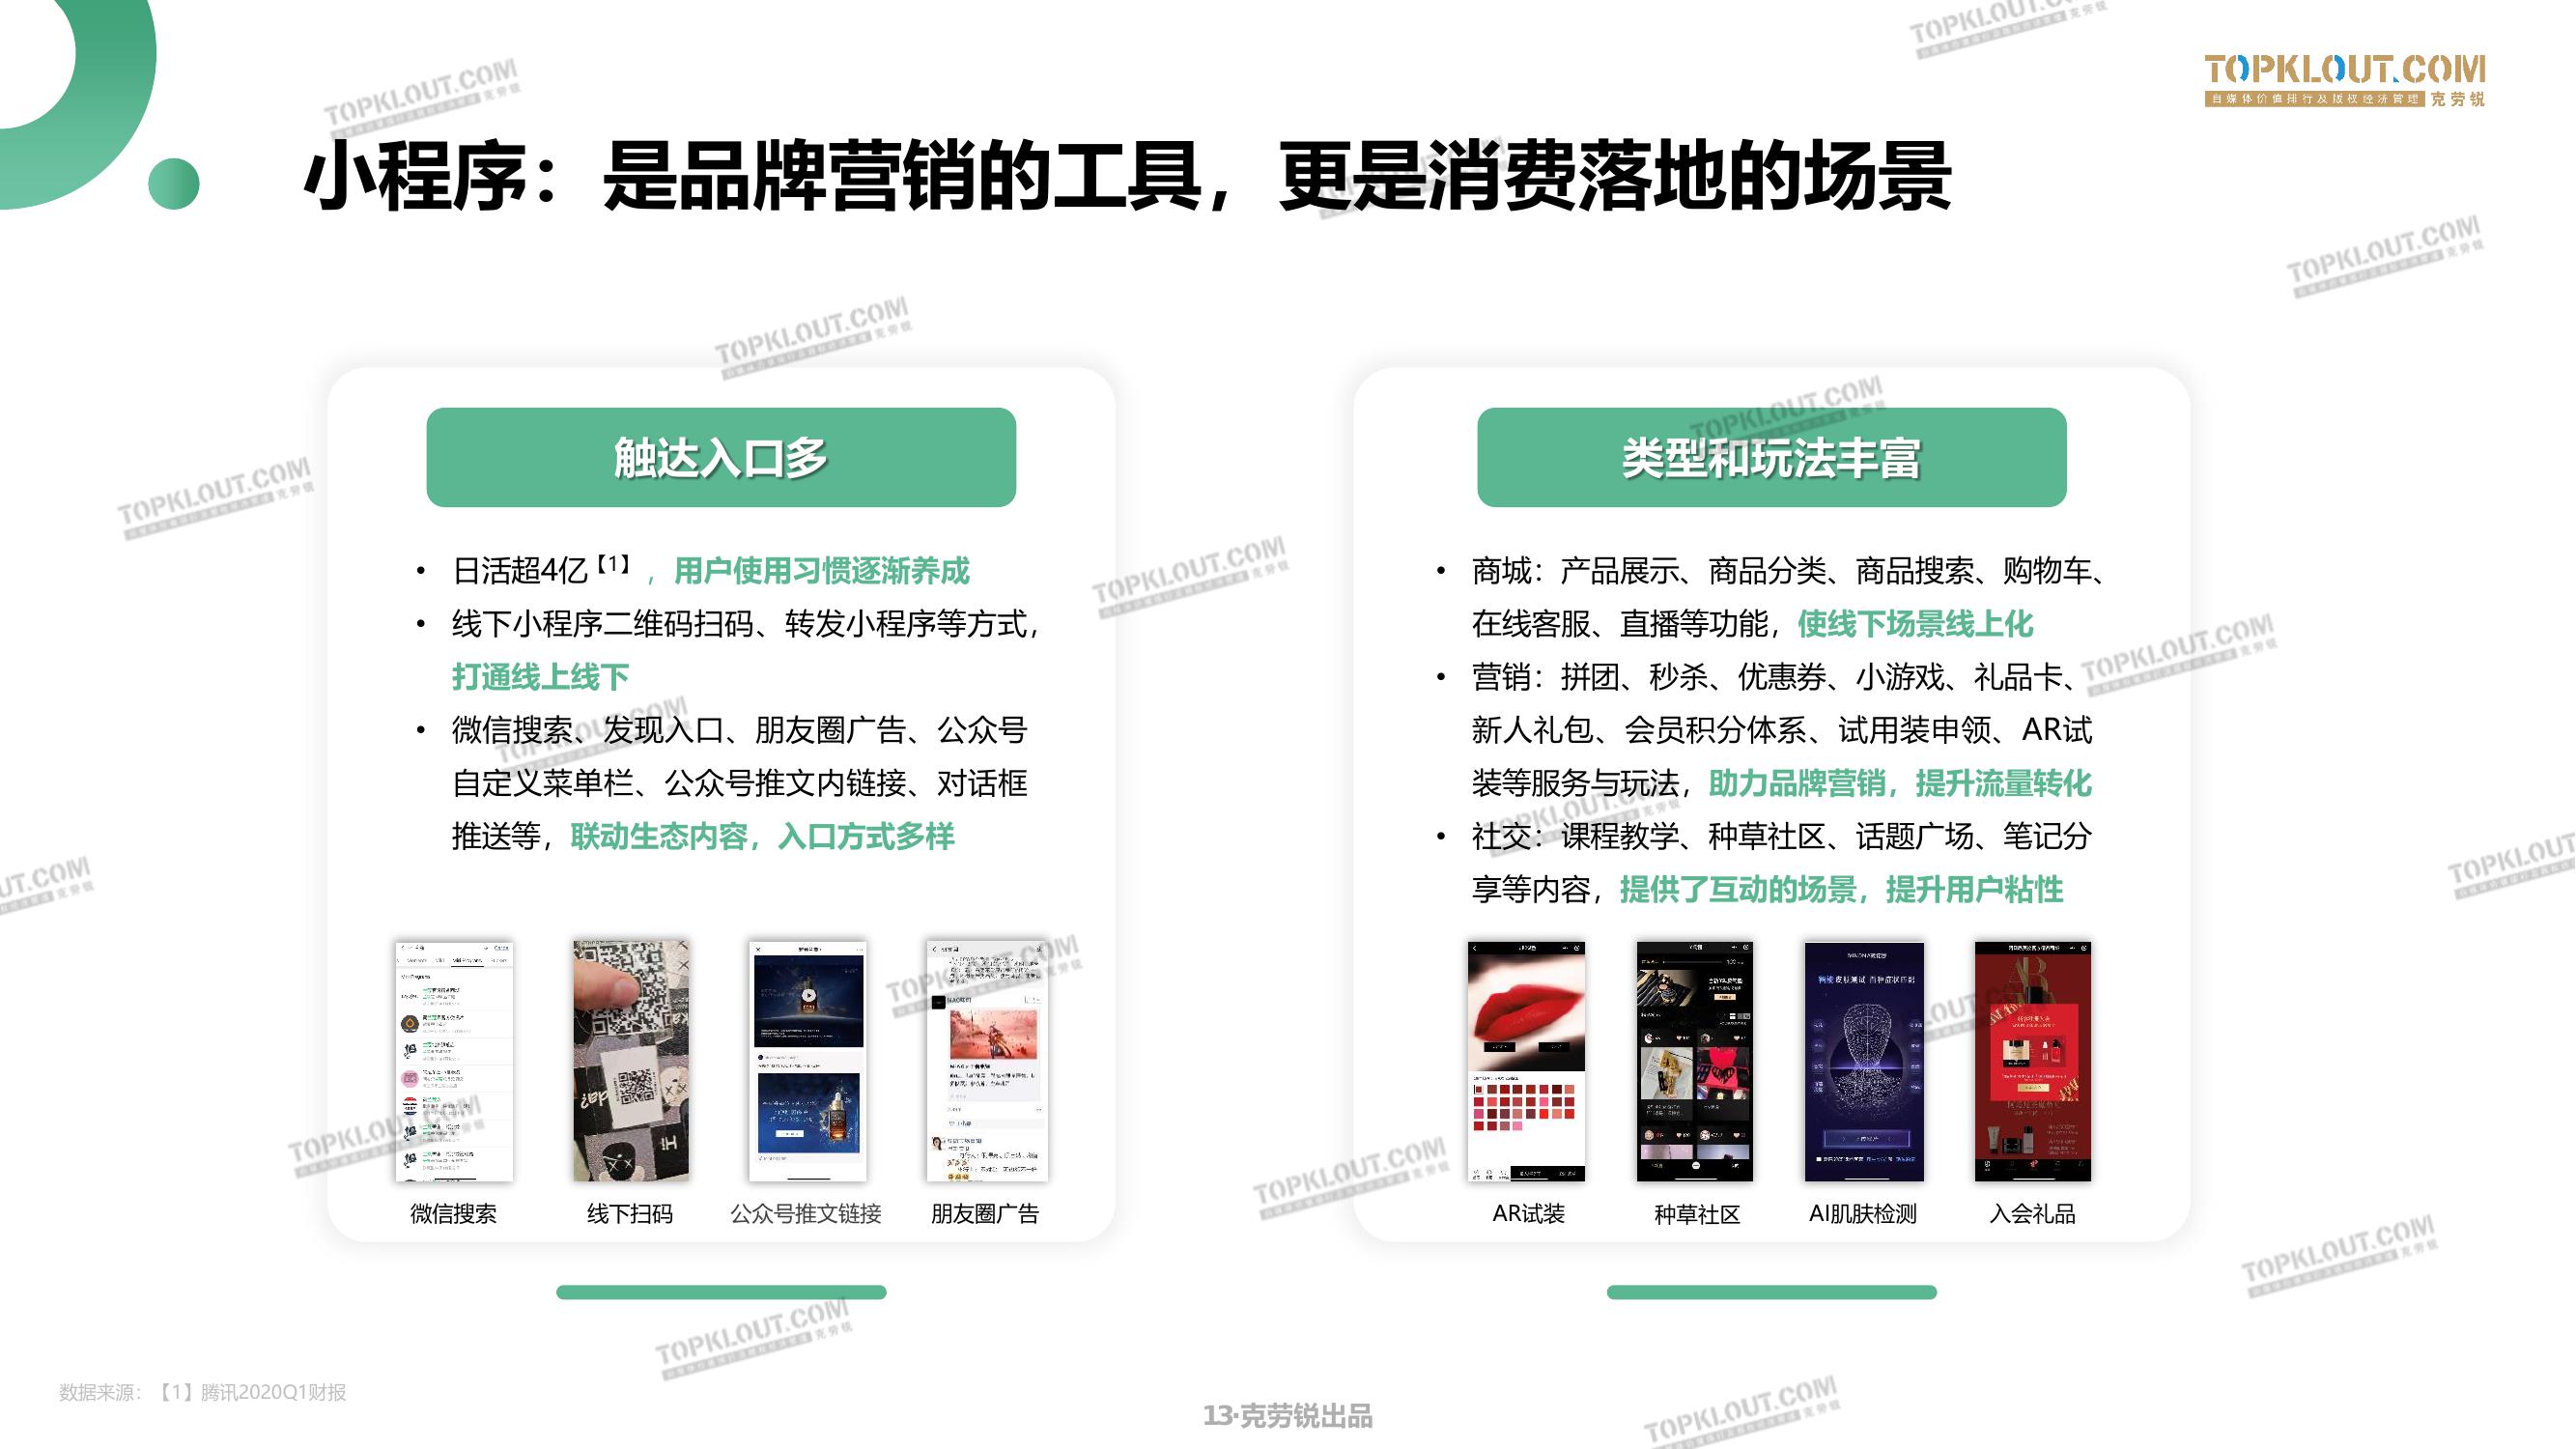 TOPKLOUT.COM
自媒体价值排行及版权经济管理 克劳锐
小程序：是品牌营销的工具，更是消费落地的场景
触达入口多
• 日活超4亿【1】，用户使用习惯逐渐养成
• 线下小程序二维码扫码、转发小程序等方式，
打通线上线下
• 微信搜索、发现入口、朋友圈广告、公众号
自定义菜单栏、公众号推文内链接、对话框
推送等，联动生态内容，入口方式多样
微信搜索
线下扫码
公众号推文链接
朋友圈广告
类型和玩法丰富
• 商城：产品展示、商品分类、商品搜索、购物车、
在线客服、直播等功能，使线下场景线上化
• 营销：拼团、秒杀、优惠券、小游戏、礼品卡、
新人礼包、会员积分体系、试用装申领、AR试
装等服务与玩法，助力品牌营销，提升流量转化
• 社交：课程教学、种草社区、话题广场、笔记分
享等内容，提供了互动的场景，提升用户粘性
AR试装
种草社区
AI肌肤检测
入会礼品
数据来源：【1】腾讯2020Q1财报
13·克劳锐出品